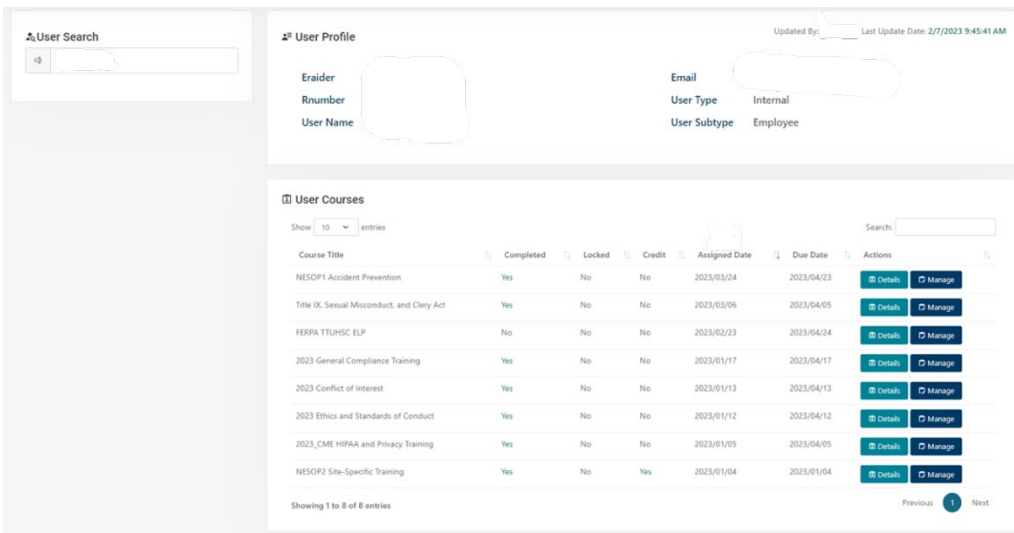 User Search
User Profile
Updated By: Last Update Date: 2/7/2023 9:45:41 AM
Eraider Email
Rnumber User Type Internal
User Name User Subtype Employee
User Courses
Show 10 entries Search:
Course Title Completed Locked Credit Assigned Date Due Date Actions
NESOP1 Accident Prevention Yes No No 2023/03/24 2023/04/23 Details Manage
Title IX, Sexual Misconduct, and Clery Act Yes No No 2023/03/06 2023/04/05 Details Manage
FERPA TTUHSC ELP No No No 2023/02/23 2023/04/24 Details Manage
2023 General Compliance Training Yes No No 2023/01/17 2023/04/17 Details Manage
2023 Conflict of Interest Yes No No 2023/01/13 2023/04/13 Details Manage
2023 Ethics and Standards of Conduct Yes No No 2023/01/12 2023/04/12 Details Manage
2023_CME HIPAA and Privacy Training Yes No No 2023/01/05 2023/04/05 Details Manage
NESOP2 Site-Specific Training Yes No Yes 2023/01/04 2023/01/04 Details Manage
Showing 1 to 8 of 8 entries Previous 1 Next